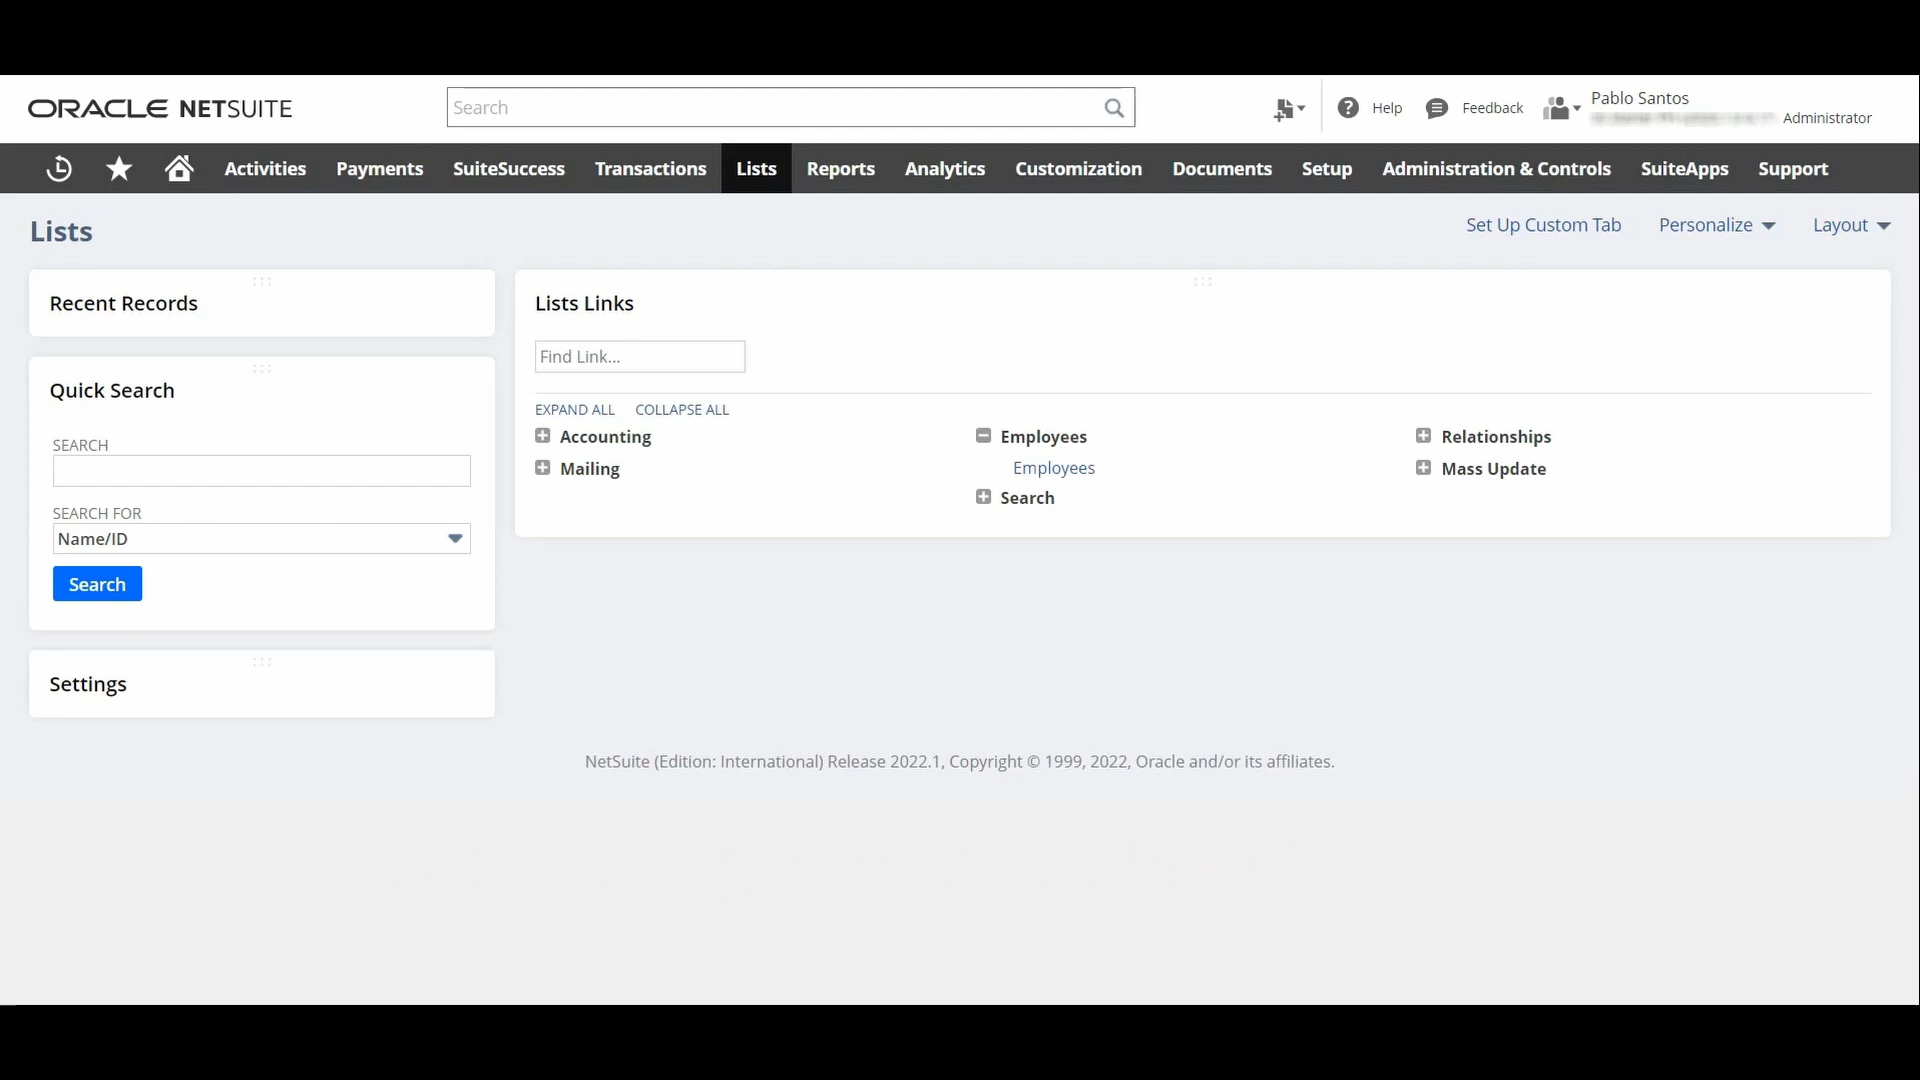 ORACLE NETSUITE
Search
Help
Feedback
Pablo Santos
Administrator
Activities Payments SuiteSuccess Transactions Lists Reports Analytics Customization Documents Setup Administration & Controls SuiteApps Support
Lists
Set Up Custom Tab Personalize Layout
Recent Records
Quick Search
SEARCH
SEARCH FOR
Name/ID
Search
Settings
Lists Links
Find Link...
EXPAND ALL COLLAPSE ALL
Accounting
Mailing
Employees
Employees
Search
Relationships
Mass Update
NetSuite (Edition: International) Release 2022.1, Copyright © 1999, 2022, Oracle and/or its affiliates.